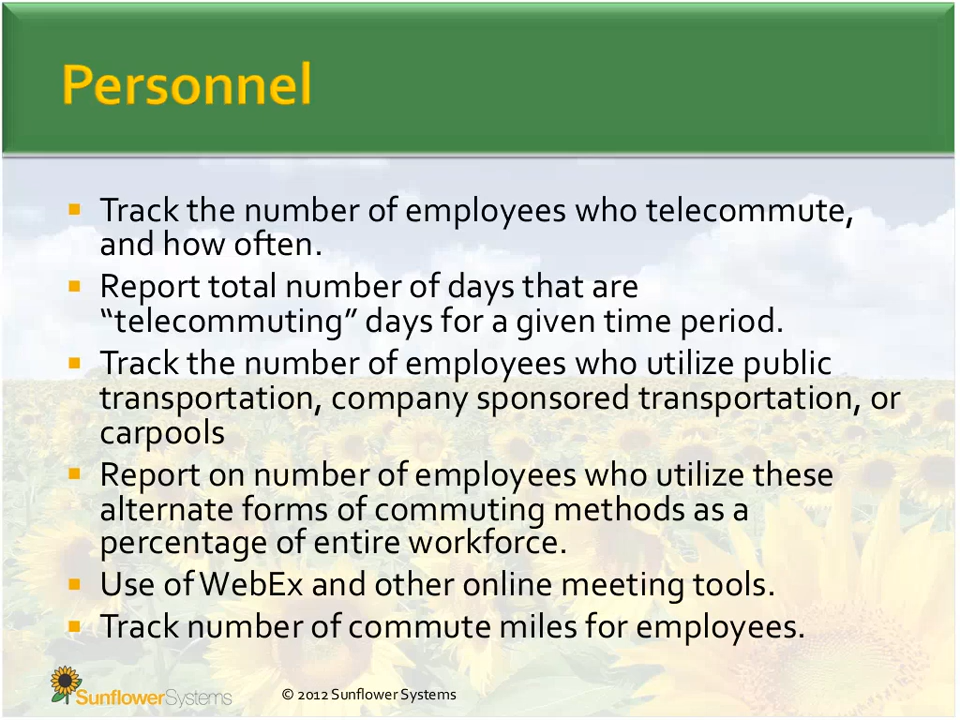 Personnel
Track the number of employees who telecommute,
and how often.
Report total number of days that are
“telecommuting” days for a given time period.
Track the number of employees who utilize public
transportation, company sponsored transportation, or
carpools
Report on number of employees who utilize these
alternate forms of commuting methods as a
percentage of entire workforce.
Use of WebEx and other online meeting tools.
Track number of commute miles for employees.
SunflowerSystems
© 2012 Sunflower Systems